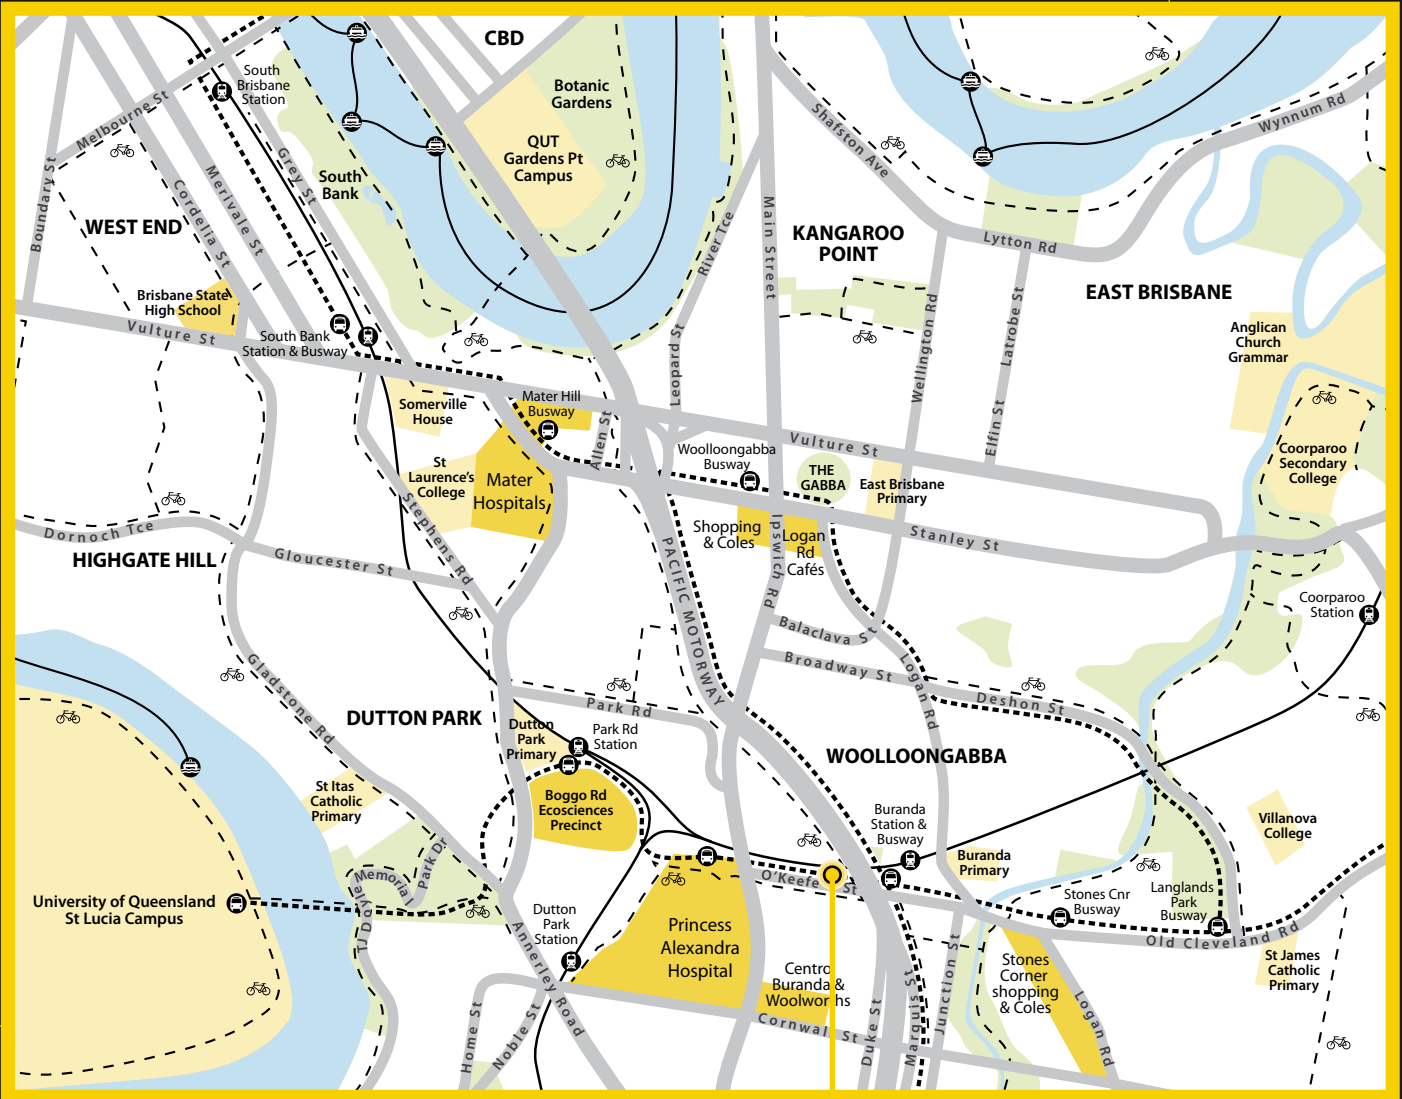 CBD
South
Brisbane
Station
Botanic
Gardens
Melbourne St
QUT
Gardens Pt
Campus
Shafston Ave
Wynnum Rd
Boundary St
Cordelia St
Merivale St
Grey St
South
Bank
WEST END
River Tce
Main Street
KANGAROO
POINT
Lytton Rd
EAST BRISBANE
Brisbane State
High School
Vulture St
South Bank
Station & Busway
Leopard St
Wellington Rd
Latrobe St
Elfin St
Anglican
Church
Grammar
Somerville
House
Mater Hill
Busway
Allen St
Vulture St
Woolloongabba
Busway
THE
GABBA
East Brisbane
Primary
Coorparoo
Secondary
College
St
Laurence's
College
Mater
Hospitals
Stephens Rd
Shopping
& Coles
Ipswich Rd
Logan
Rd
Cafés
Stanley St
Dornoch Tce
HIGHGATE HILL
Gloucester St
PACIFIC MOTORWAY
Balaclava St
Broadway St
Logan Rd
Deshon St
Coorparoo
Station
Gladstone Rd
DUTTON PARK
Park Rd
Dutton
Park
Primary
Park Rd
Station
WOOLLOONGABBA
St Itas
Catholic
Primary
Boggo Rd
Ecosciences
Precinct
Buranda
Station &
Busway
Villanova
College
Buranda
Primary
Memorial
Park Dr
TJ Doyle
O'Keefe St
University of Queensland
St Lucia Campus
Stones Cnr
Busway
Langlands
Park
Busway
Old Cleveland Rd
Dutton
Park
Station
Annerley Road
Princess
Alexandra
Hospital
Centro
Buranda &
Woolworths
Stones
Corner
shopping
& Coles
St James
Catholic
Primary
Home St
Noble St
Cornwall St
Duke St
Marquis St
Junction St
Logan Rd